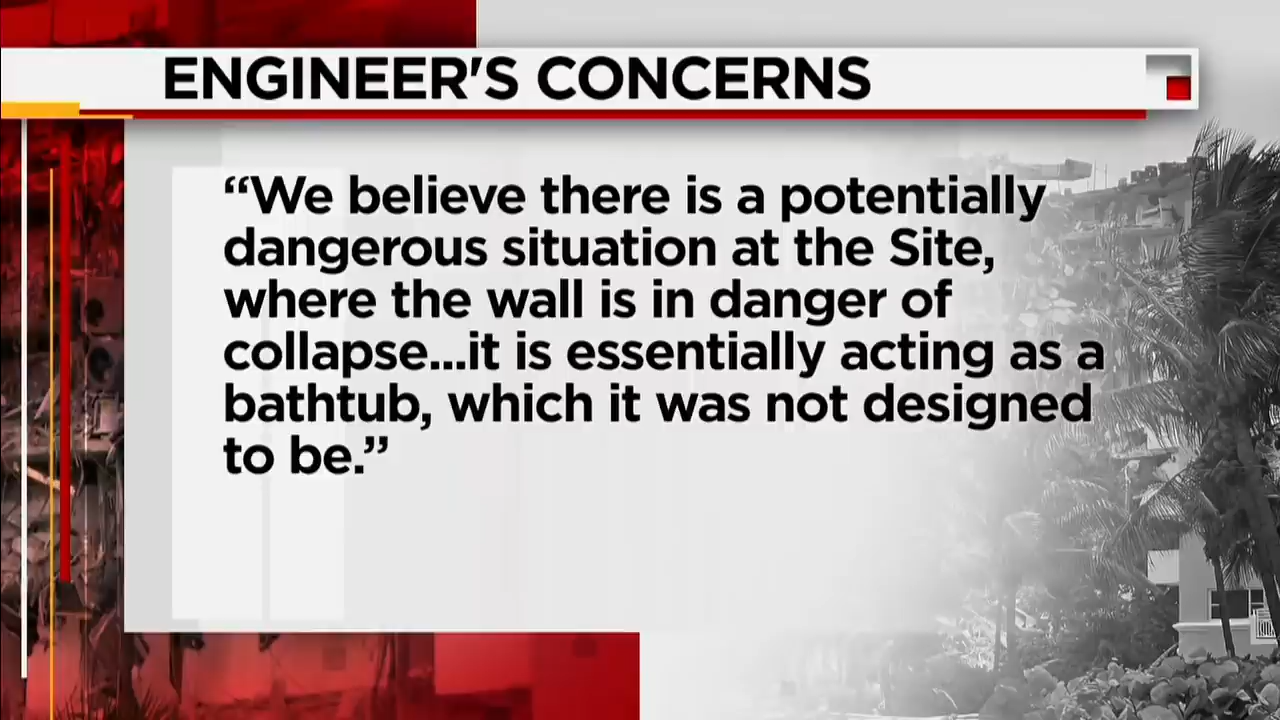 ENGINEER'S CONCERNS
“We believe there is a potentially
dangerous situation at the Site,
where the wall is in danger of
collapse...it is essentially acting as a
bathtub, which it was not designed
to be.”